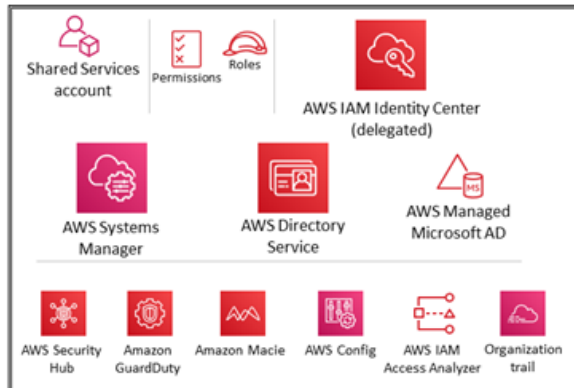 Shared Services
account
Permissions
Roles
AWS IAM Identity Center
(delegated)
AWS Systems
Manager
AWS Directory
Service
MS
AWS Managed
Microsoft AD
AWS Security
Hub
Amazon
GuardDuty
Amazon Macie
AWS Config
AWS IAM
Access Analyzer
Organization
trail